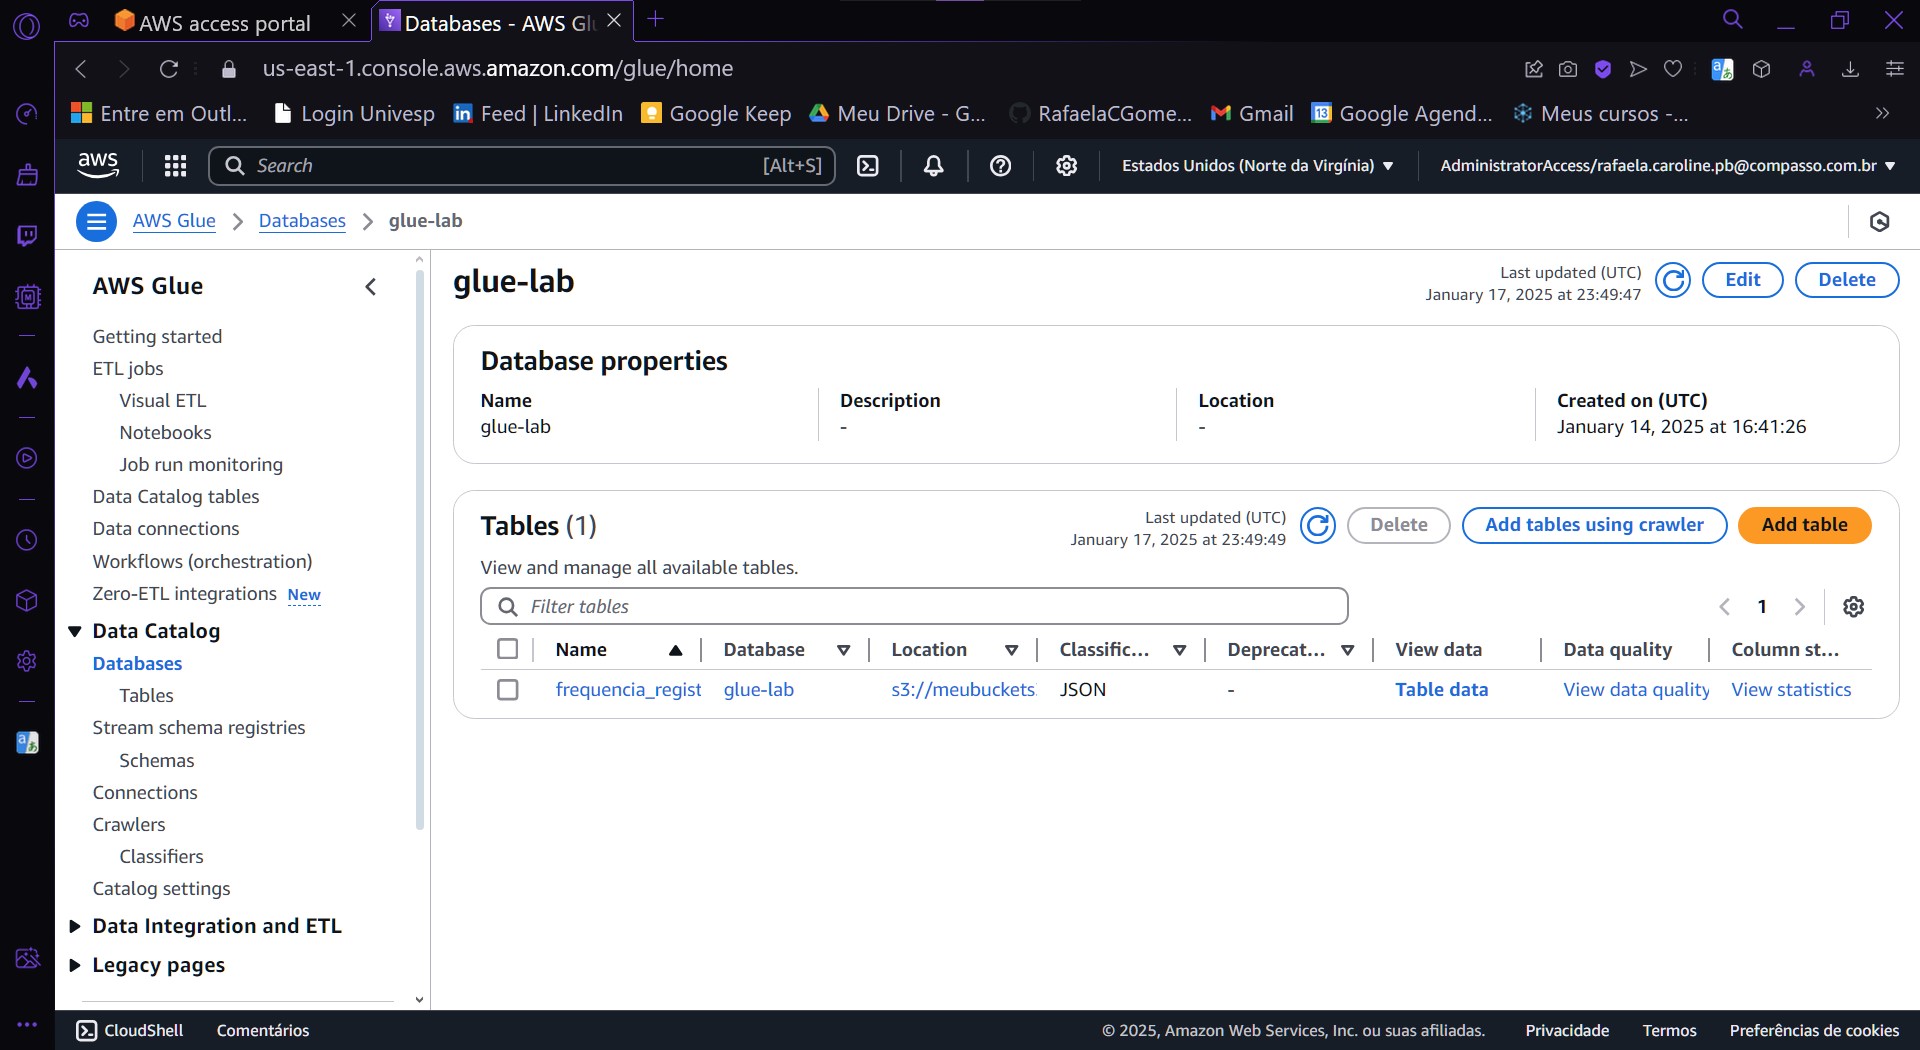 AWS access portal
Databases - AWS Gl
us-east-1.console.aws.amazon.com/glue/home
Entre em Outl...
Login Univesp
Feed | LinkedIn
Google Keep
Meu Drive - G...
RafaelaCGome...
Gmail
Google Agend...
Meus cursos -...
aws
Search
[Alt+S]
Estados Unidos (Norte da Virgínia)
AdministratorAccess/rafaela.caroline.pb@compasso.com.br
AWS Glue
Databases
glue-lab
AWS Glue
Getting started
ETL jobs
Visual ETL
Notebooks
Job run monitoring
Data Catalog tables
Data connections
Workflows (orchestration)
Zero-ETL integrations New
Data Catalog
Databases
Tables
Stream schema registries
Schemas
Connections
Crawlers
Classifiers
Catalog settings
Data Integration and ETL
Legacy pages
glue-lab
Last updated (UTC)
January 17, 2025 at 23:49:47
Edit
Delete
Database properties
Name
glue-lab
Description
-
Location
-
Created on (UTC)
January 14, 2025 at 16:41:26
Tables (1)
Last updated (UTC)
January 17, 2025 at 23:49:49
Delete
Add tables using crawler
Add table
View and manage all available tables.
Filter tables
1
Name Database Location Classific... Deprecat... View data Data quality Column st...
frequencia_regist glue-lab s3://meubuckets JSON - Table data View data quality View statistics
CloudShell
Comentários
© 2025, Amazon Web Services, Inc. ou suas afiliadas.
Privacidade
Termos
Preferências de cookies